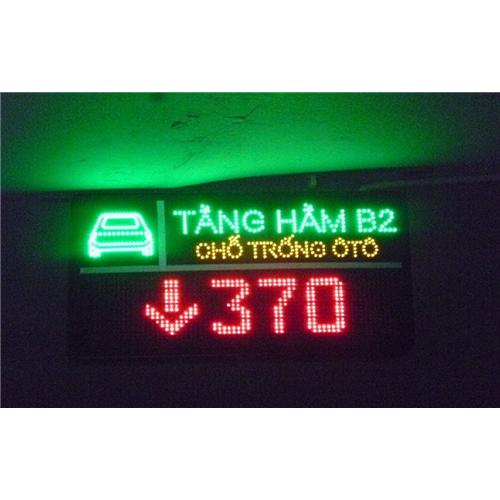 TẦNG HẦM B2
CHỖ TRỐNG ÔTÔ
370